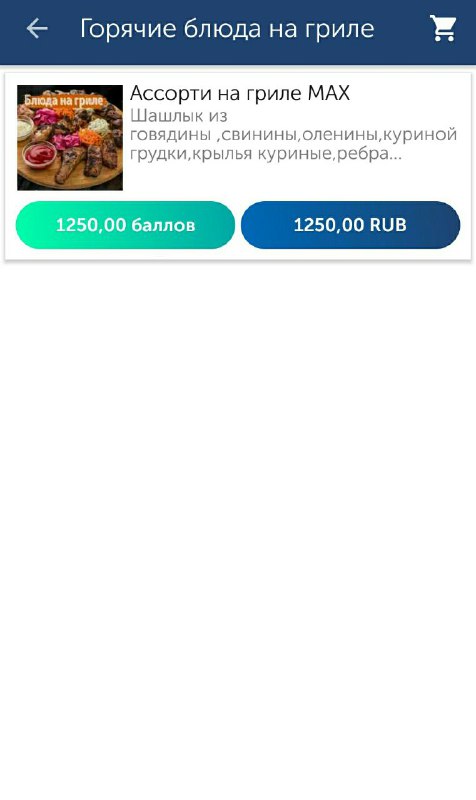 Горячие блюда на гриле
Блюда на гриле
Ассорти на гриле MAX
Шашлык из
говядины ,свинины,оленины,куриной
грудки,крылья куриные,ребра...
1250,00 баллов
1250,00 RUB